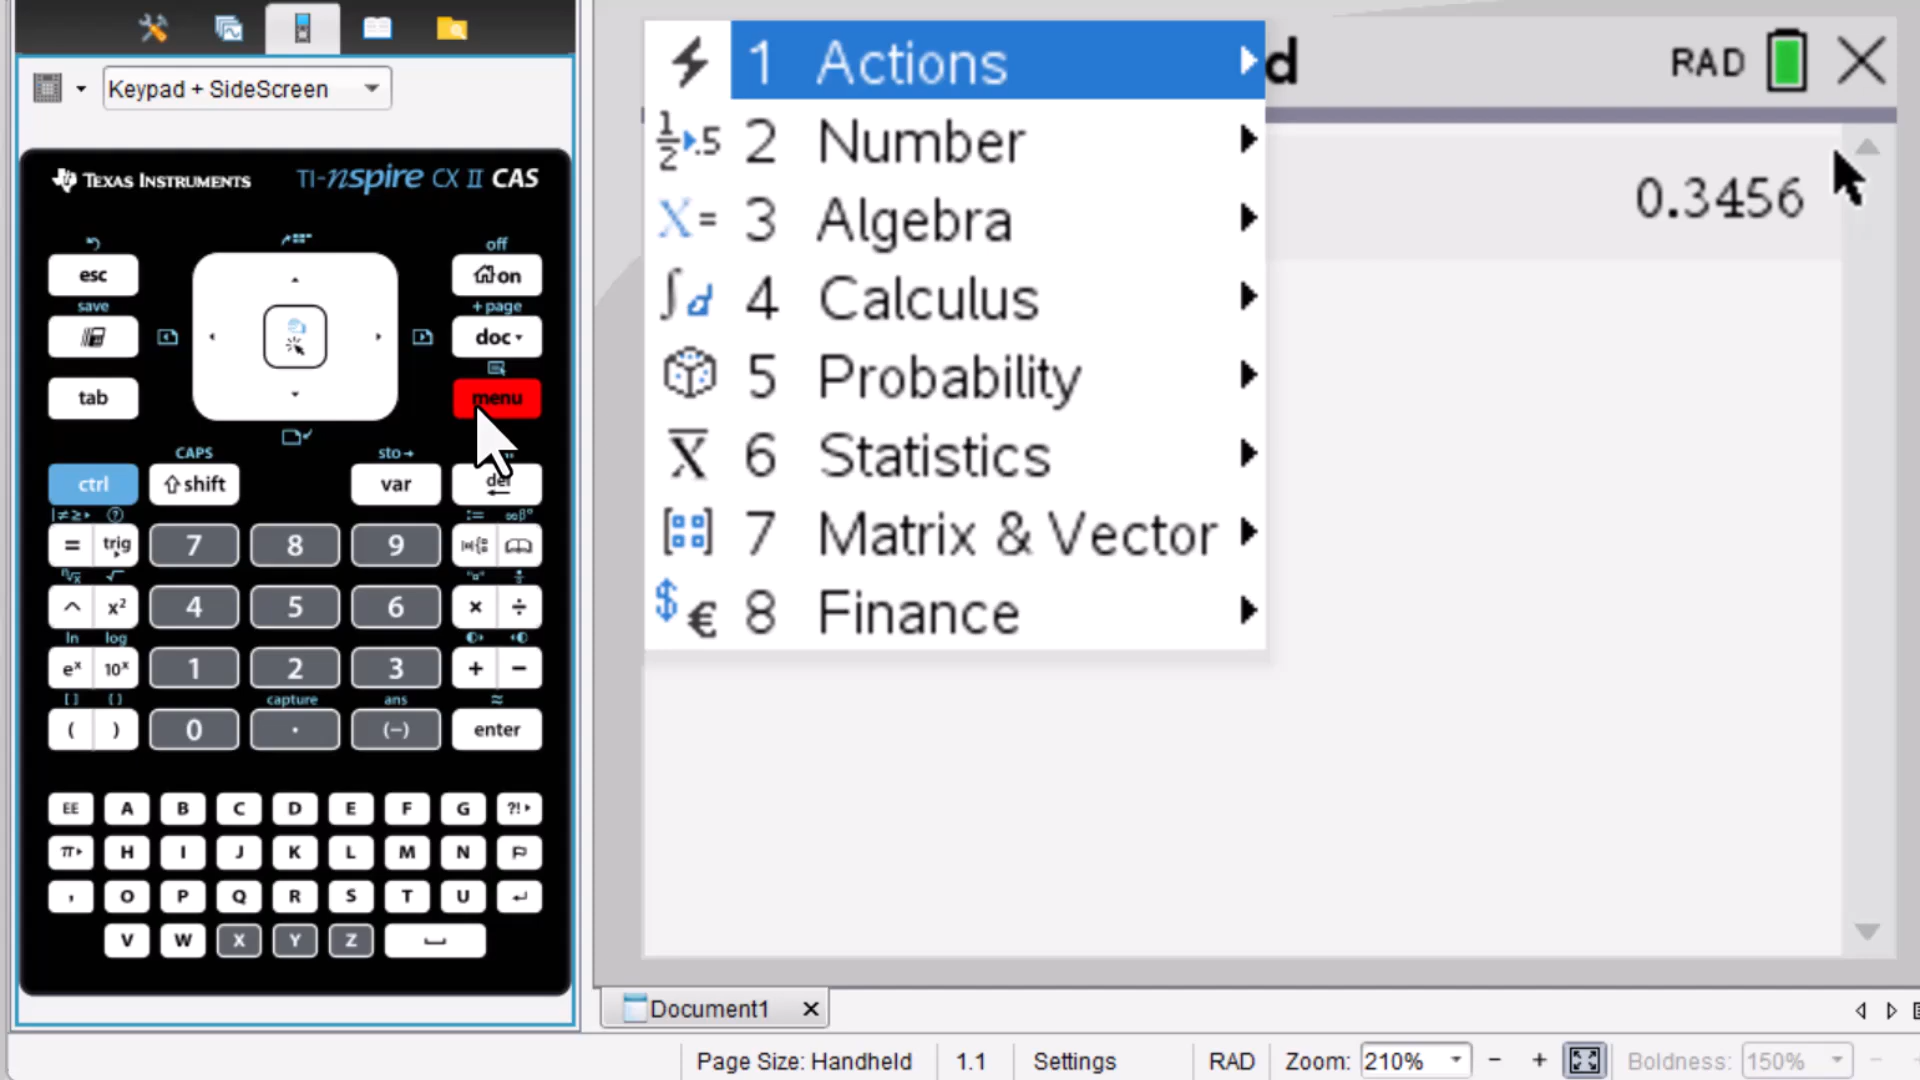 Keypad + SideScreen
TEXAS INSTRUMENTS TI-nspire CX II CAS
off
esc
on
save
+ page
doc
tab
menu
CAPS
sto→
ctrl
shift
var
del
|≠≥▸
:=
∞β°
=
trig
7
8
9
ⁿ√x
√
^
x²
4
5
6
×
÷
ln
log
eˣ
10ˣ
1
2
3
+
−
[ ]
{ }
capture
ans
≈
(
)
0
.
(−)
enter
EE A B C D E F G ?!▸
π▸ H I J K L M N
, O P Q R S T U
V W X Y Z
1 Actions
2 Number
3 Algebra
4 Calculus
5 Probability
6 Statistics
7 Matrix & Vector
8 Finance
d
RAD
0.3456
Document1
Page Size: Handheld
1.1
Settings
RAD
Zoom: 210% − +
Boldness: 150% −